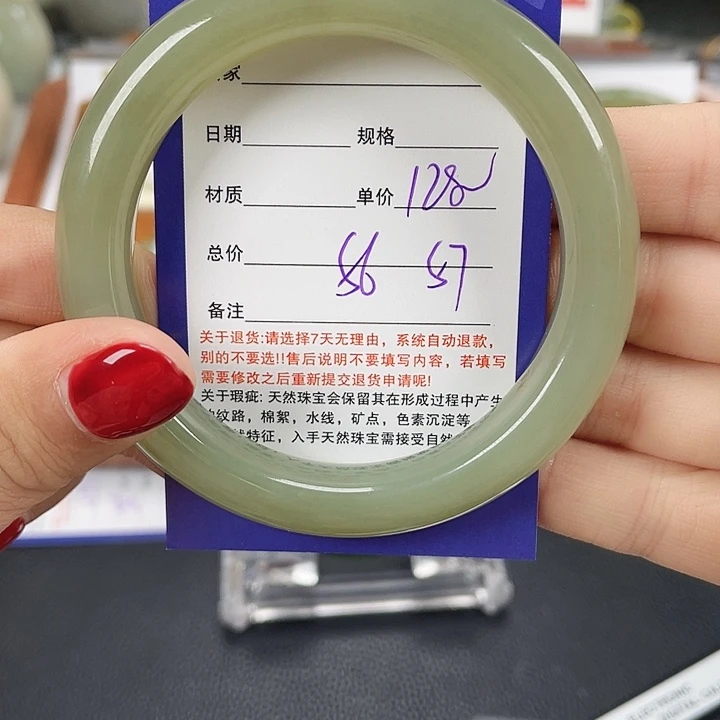 家
日期 规格
材质 单价 128
总价 56 57
备注
关于退货:请选择7天无理由，系统自动退款，
别的不要选!!售后说明不要填写内容，若填写
需要修改之后重新提交退货申请呢!
关于瑕疵: 天然珠宝会保留其在形成过程中产生
纹路，棉絮，水线，矿点，色素沉淀等
特征，入手天然珠宝需接受自然